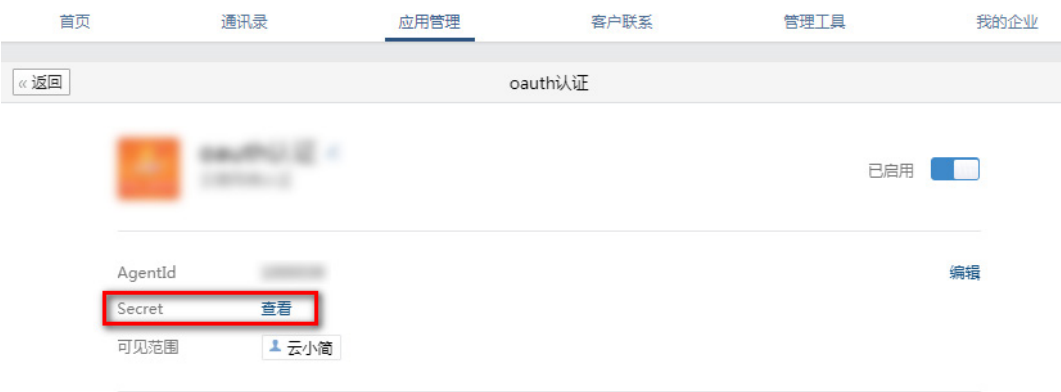 首页 通讯录 应用管理 客户联系 管理工具 我的企业
« 返回 oauth认证
已启用
AgentId 编辑
Secret 查看
可见范围 云小简